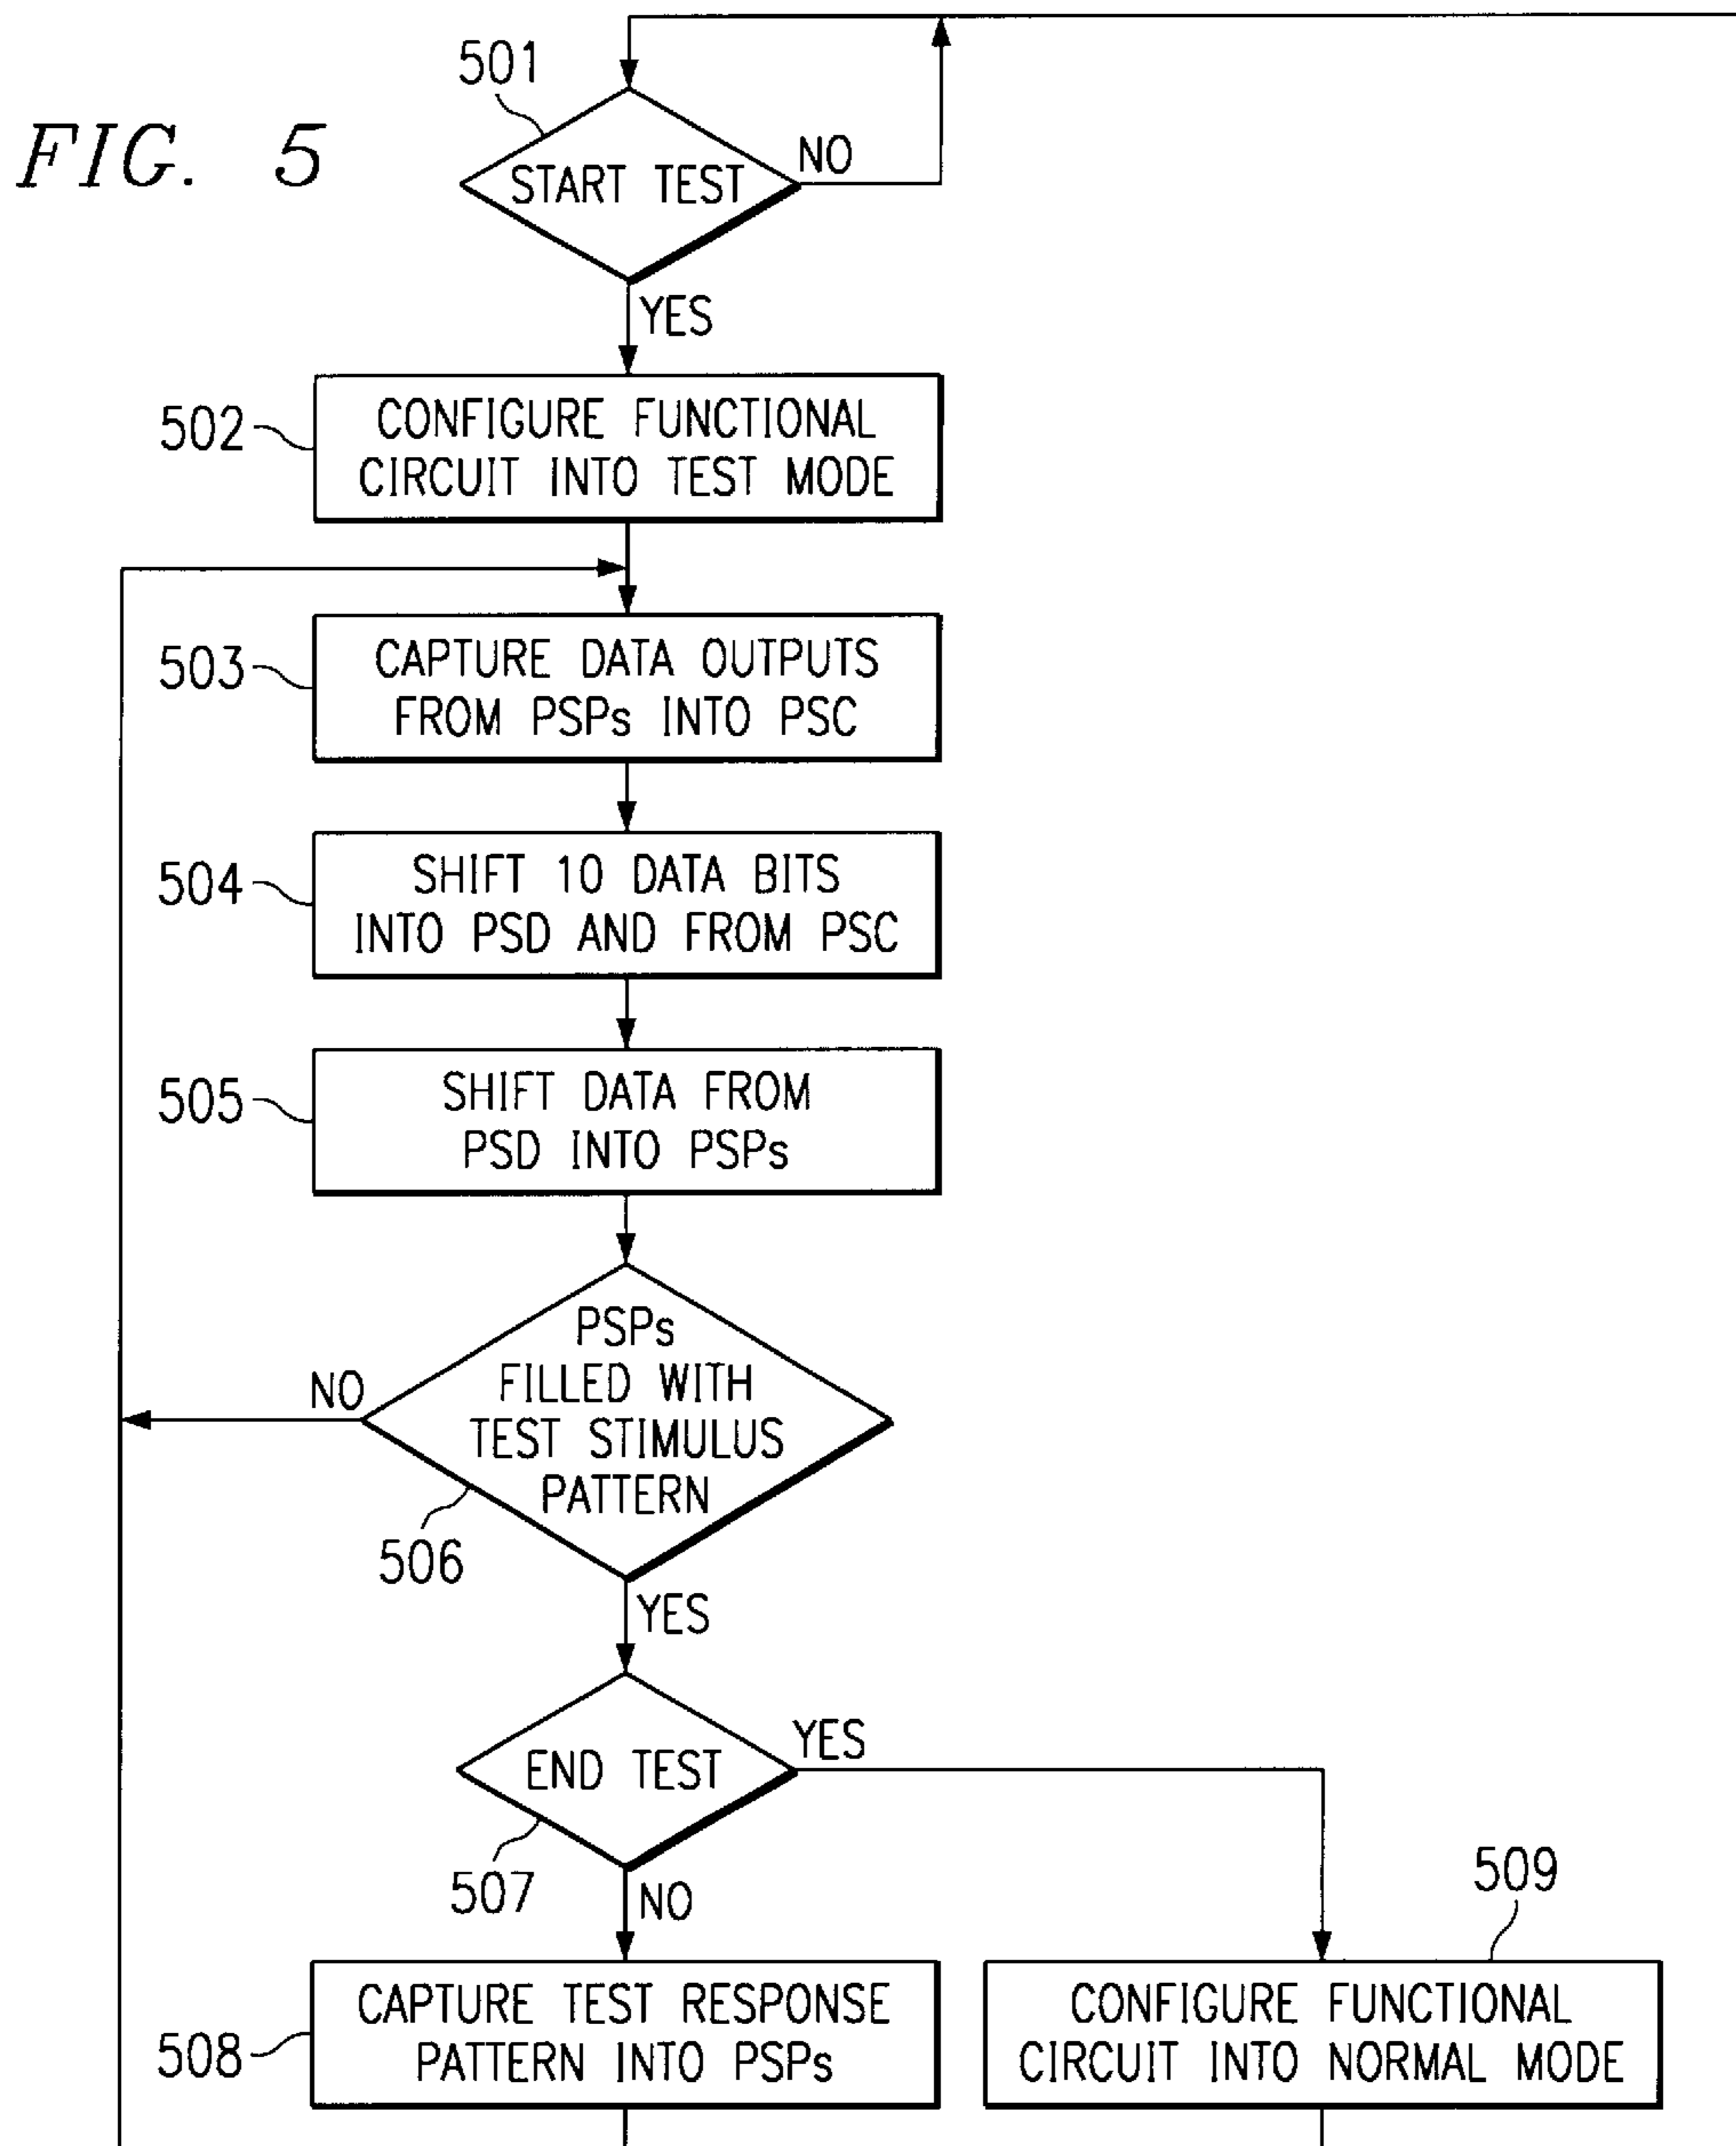 FIG. 5
501
START TEST
NO
YES
502
CONFIGURE FUNCTIONAL
CIRCUIT INTO TEST MODE
503
CAPTURE DATA OUTPUTS
FROM PSPs INTO PSC
504
SHIFT 10 DATA BITS
INTO PSD AND FROM PSC
505
SHIFT DATA FROM
PSD INTO PSPs
PSPs
FILLED WITH
TEST STIMULUS
PATTERN
NO
506
YES
END TEST
YES
507
NO
509
508
CAPTURE TEST RESPONSE
PATTERN INTO PSPs
CONFIGURE FUNCTIONAL
CIRCUIT INTO NORMAL MODE